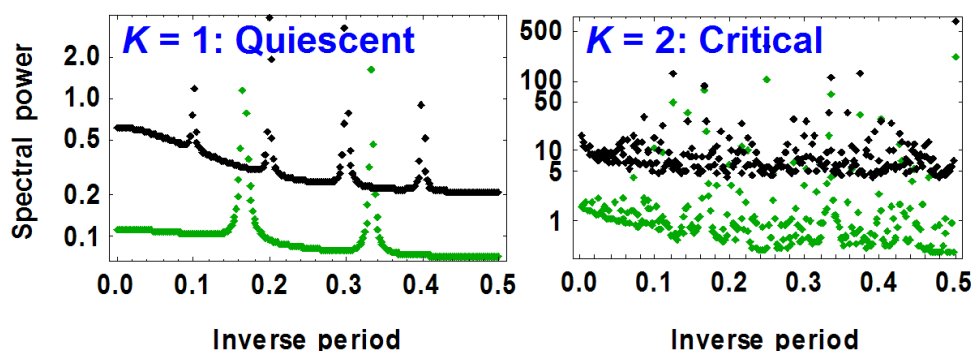 K = 1: Quiescent
Spectral power
2.0
1.0
0.5
0.2
0.1
0.0 0.1 0.2 0.3 0.4 0.5
Inverse period
K = 2: Critical
500
100
50
10
5
1
0.0 0.1 0.2 0.3 0.4 0.5
Inverse period